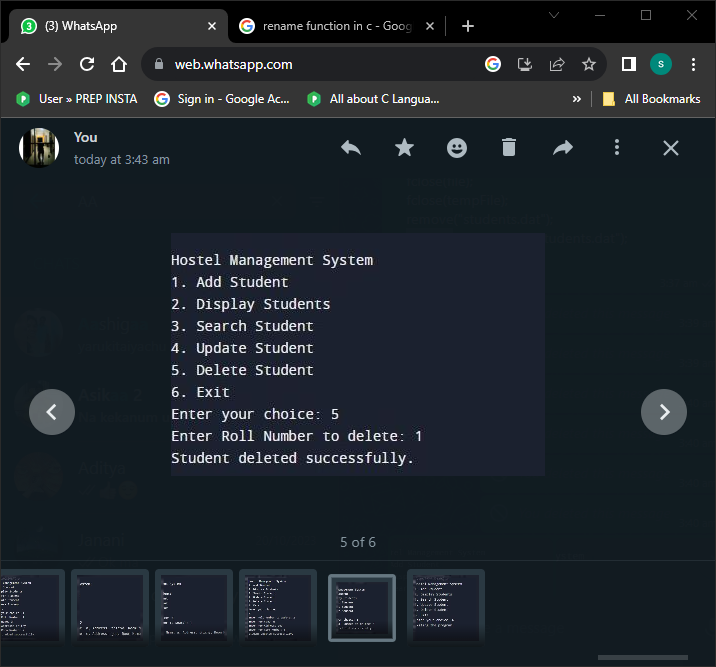 (3) WhatsApp
rename function in c - Goog
web.whatsapp.com
S
User » PREP INSTA
Sign in - Google Ac...
All about C Langua...
»
All Bookmarks
You
today at 3:43 am
Hostel Management System
1. Add Student
2. Display Students
3. Search Student
4. Update Student
5. Delete Student
6. Exit
Enter your choice: 5
Enter Roll Number to delete: 1
Student deleted successfully.
5 of 6